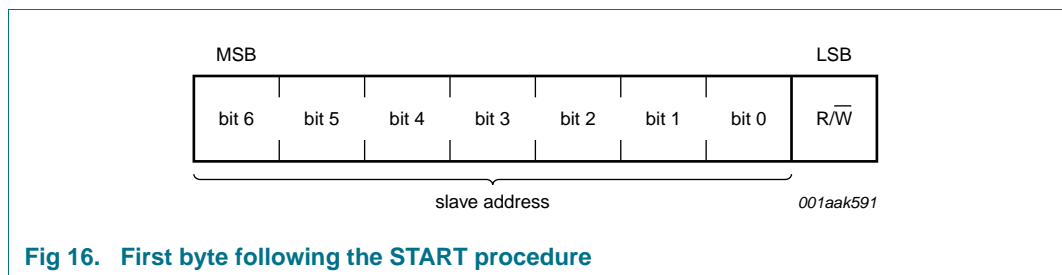 MSB LSB
bit 6 bit 5 bit 4 bit 3 bit 2 bit 1 bit 0 R/W̅
slave address 001aak591
Fig 16. First byte following the START procedure